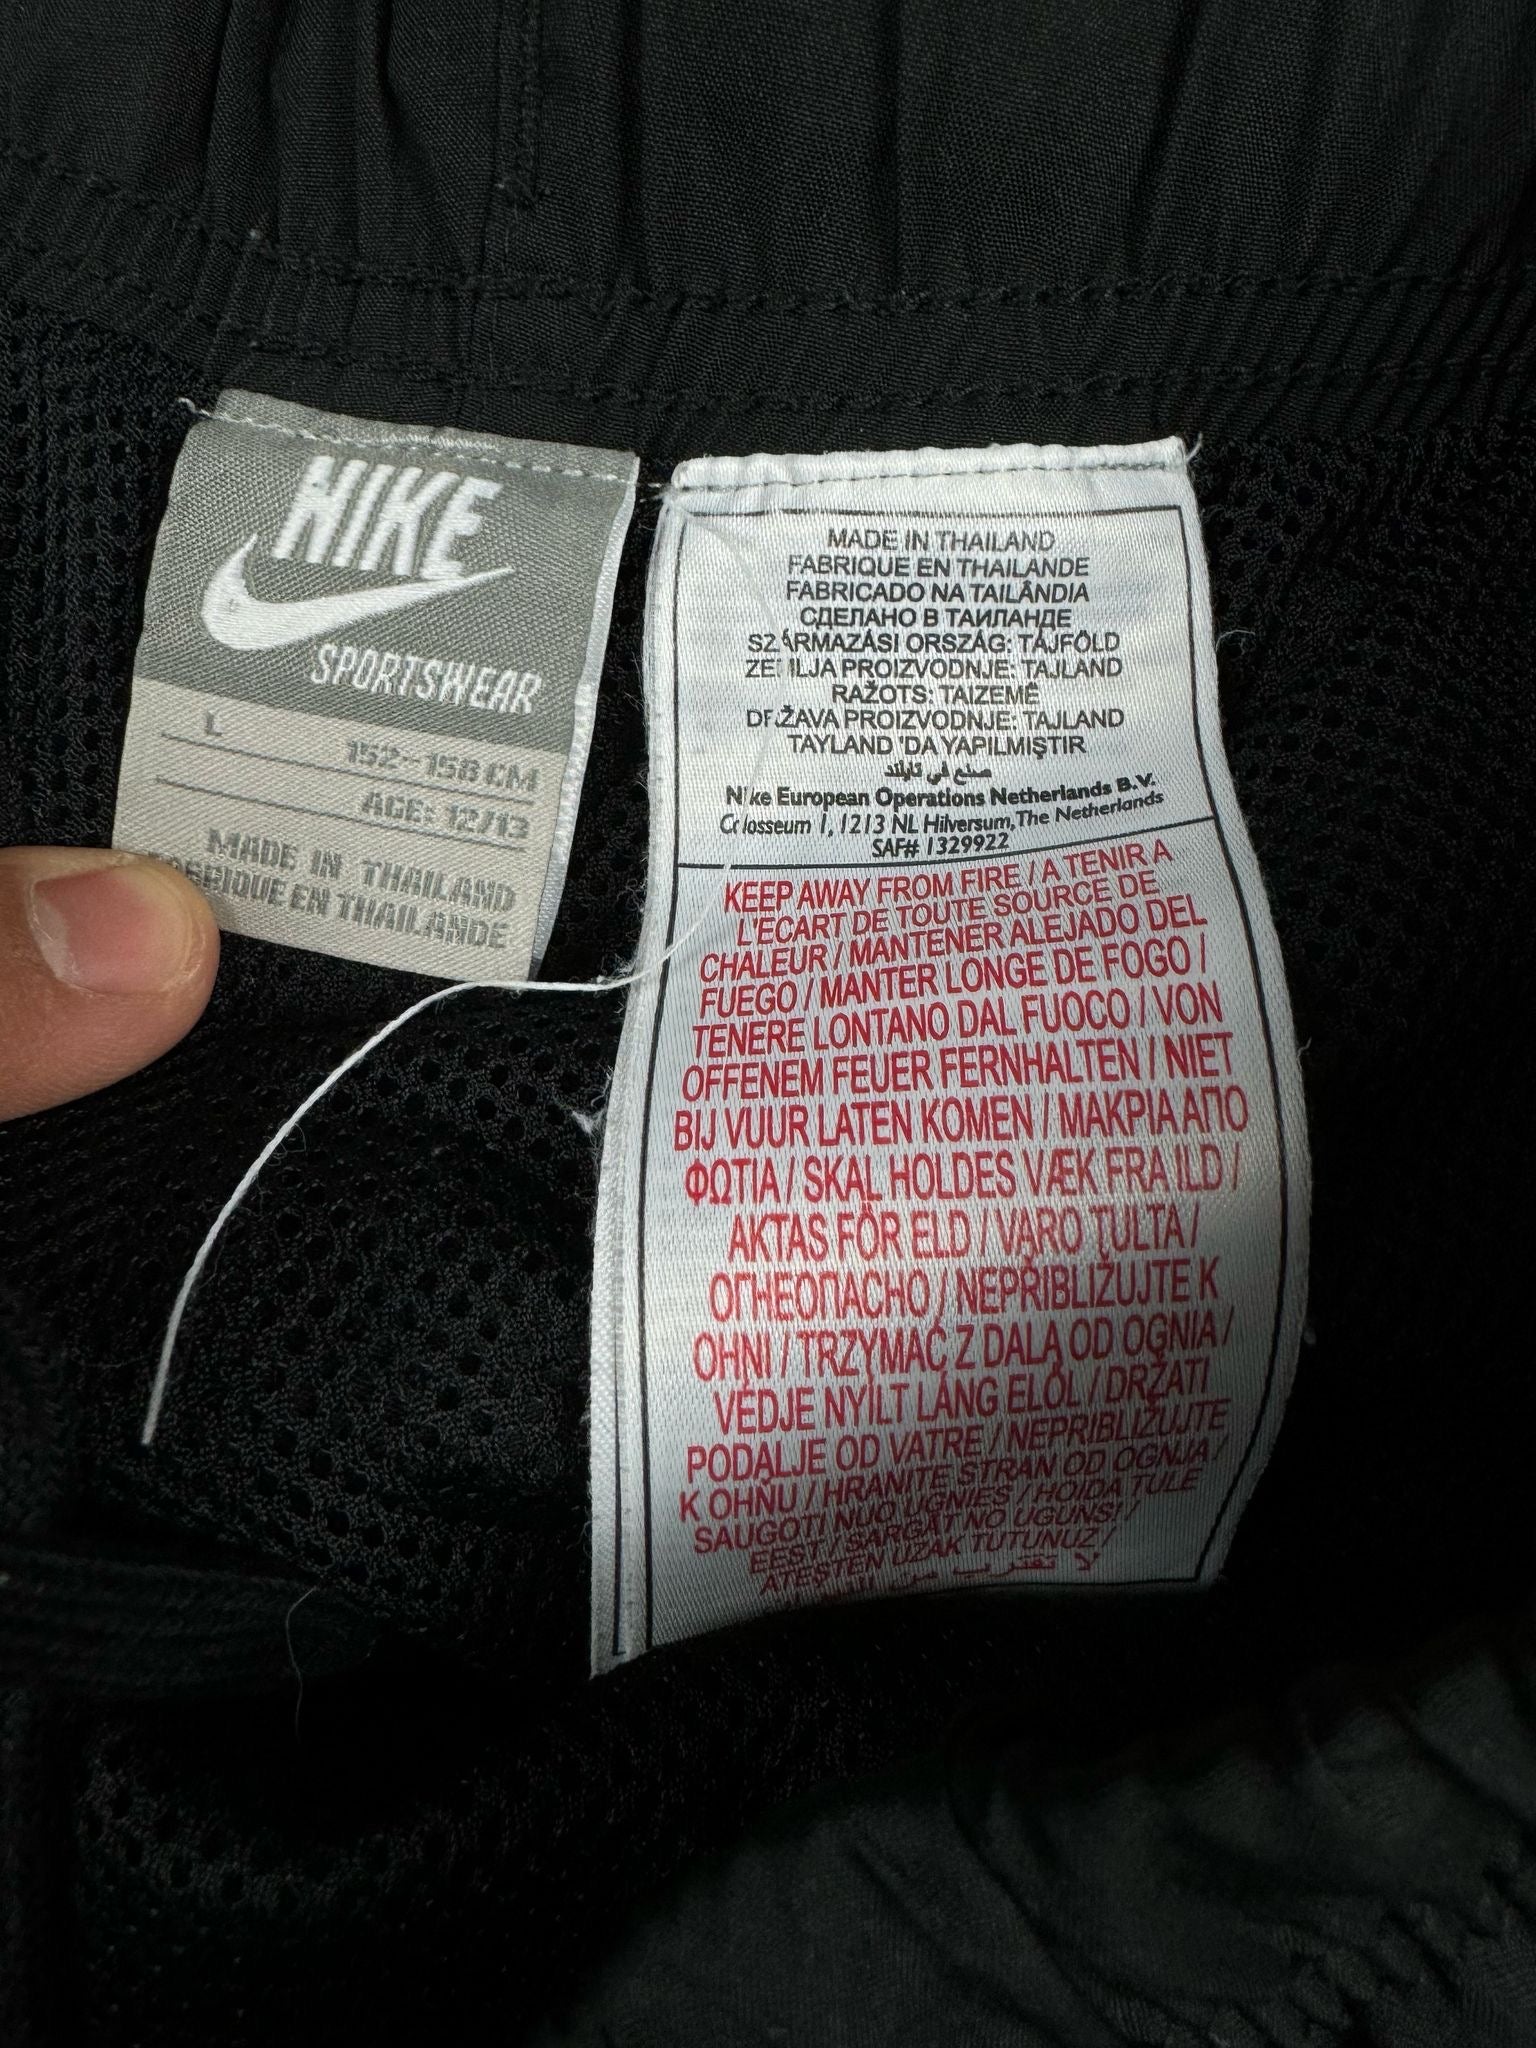 NIKE
SPORTSWEAR
L
152-158 CM
AGE: 12/13
MADE IN THAILAND
EN THAILANDE
MADE IN THAILAND
FABRIQUE EN THAILANDE
FABRICADO NA TAILÂNDIA
СДЕЛАНО В ТАИЛАНДЕ
ORSZÁG: TÁJFÖLD
PROIZVODNJE: TAJLAND
RAŽOTS: TAIZEMĒ
PROIZVODNJE: TAJLAND
TAYLAND 'DA YAPILMIŞTIR
صنع في تايلند
Nike European Operations Netherlands B.V.
Colosseum 1, 1213 NL Hilversum, The Netherlands
SAF# 1329922
KEEP AWAY FROM FIRE / A TENIR A
L'ECART DE TOUTE SOURCE DE
CHALEUR / MANTENER ALEJADO DEL
FUEGO / MANTER LONGE DE FOGO /
TENERE LONTANO DAL FUOCO / VON
OFFENEM FEUER FERNHALTEN / NIET
BIJ VUUR LATEN KOMEN / ΜΑΚΡΙΑ ΑΠΟ
ΦΩΤΙΑ / SKAL HOLDES VÆK FRA ILD /
AKTAS FÖR ELD / VARO TULTA /
ОГНЕОПАСНО / NEPŘIBLIŽUJTE K
OHNI / TRZYMAĆ Z DALA OD OGNIA /
VÉDJE NYÍLT LÁNG ELŐL / DRŽATI
PODALJE OD VATRE / NEPRIBLIŽUJTE
K OHŇU / HRANITE STRAN OD OGNJA /
SAUGOTI NUO UGNIES / HOIDA TULE
EEST / SARGĀT NO UGUNS! /
ATEŞTEN UZAK TUTUNUZ /
لا تقترب من